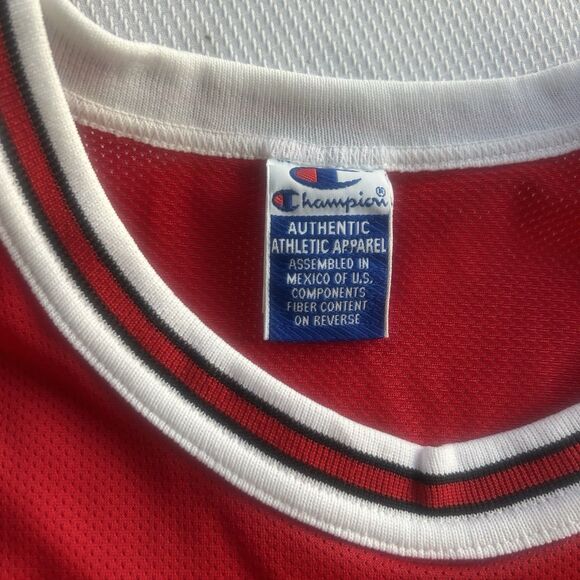 Champion®
AUTHENTIC
ATHLETIC APPAREL
ASSEMBLED IN
MEXICO OF U.S.
COMPONENTS
FIBER CONTENT
ON REVERSE